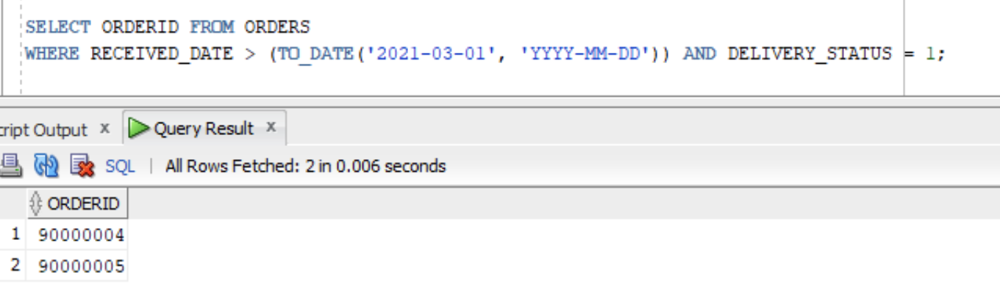 SELECT ORDERID FROM ORDERS
WHERE RECEIVED_DATE > (TO_DATE('2021-03-01', 'YYYY-MM-DD')) AND DELIVERY_STATUS = 1;
cript Output x Query Result x
SQL | All Rows Fetched: 2 in 0.006 seconds
ORDERID
1 90000004
2 90000005